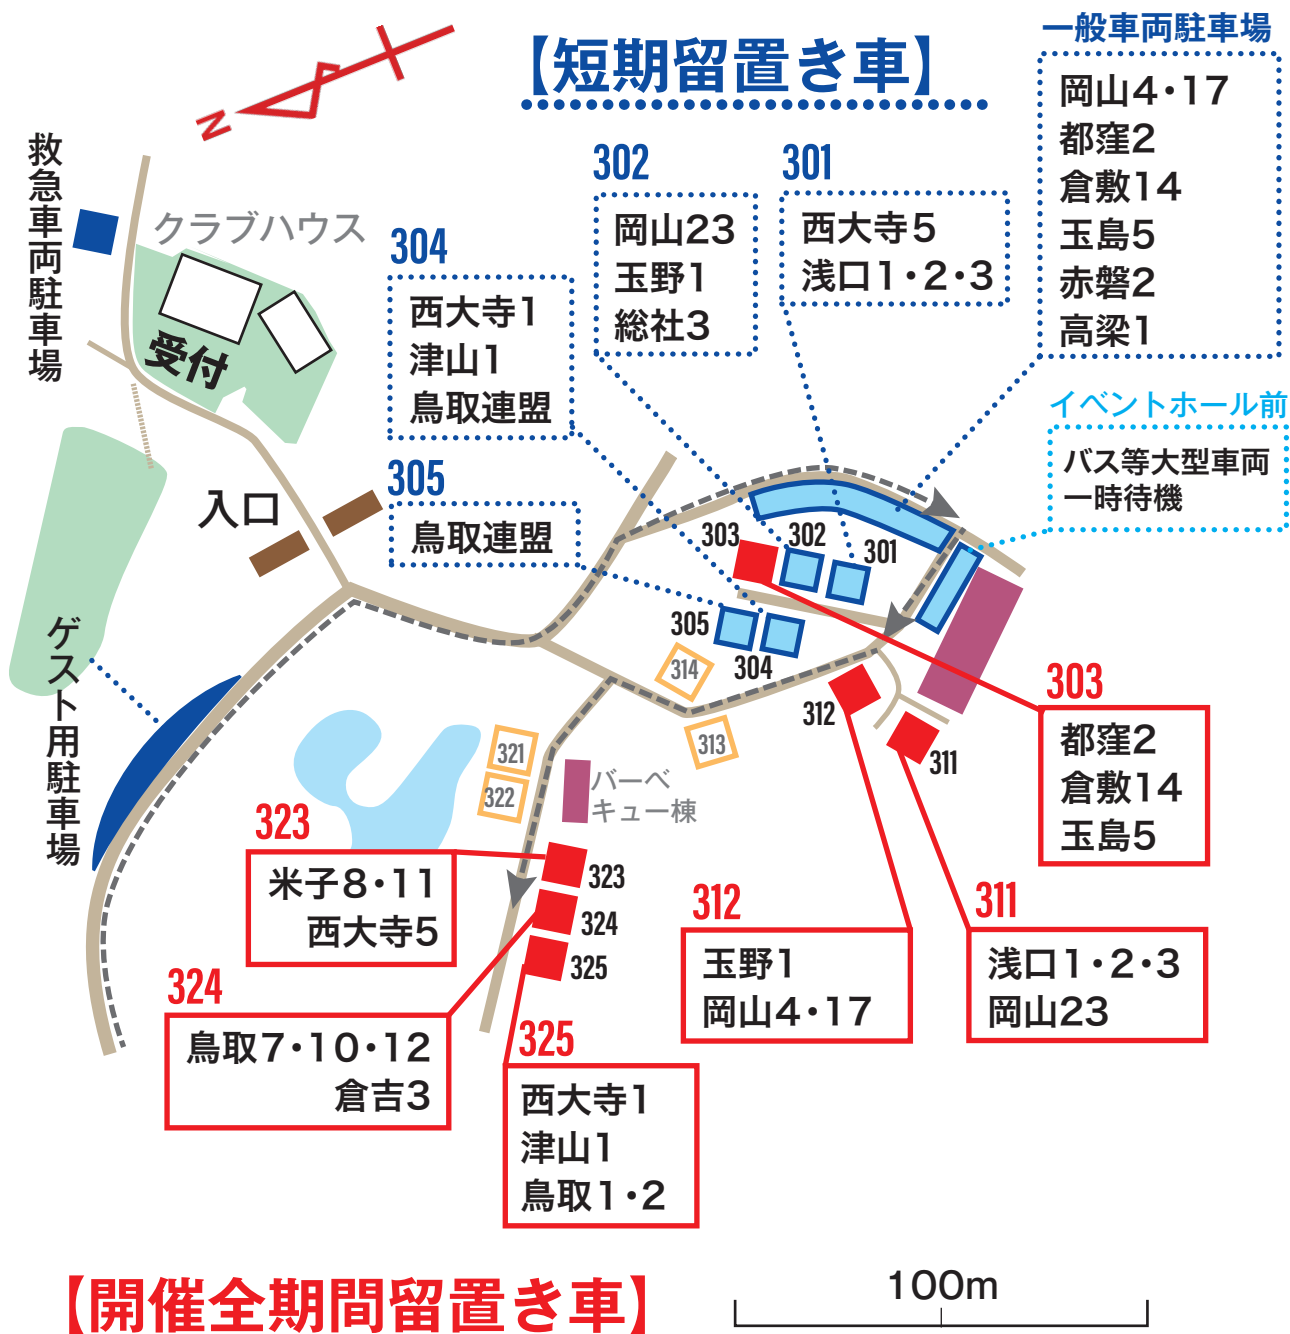 【短期留置き車】
一般車両駐車場
岡山4・17
都窪2
倉敷14
玉島5
赤磐2
高梁1
N
救急車両駐車場
クラブハウス
受付
302
岡山23
玉野1
総社3
301
西大寺5
浅口1・2・3
304
西大寺1
津山1
鳥取連盟
イベントホール前
バス等大型車両
一時待機
305
鳥取連盟
入口
303
302
301
305
304
314
313
312
311
ゲスト用駐車場
321
322
バーベ
キュー棟
323
324
325
303
都窪2
倉敷14
玉島5
323
米子8・11
西大寺5
312
玉野1
岡山4・17
311
浅口1・2・3
岡山23
324
鳥取7・10・12
倉吉3
325
西大寺1
津山1
鳥取1・2
【開催全期間留置き車】
100m